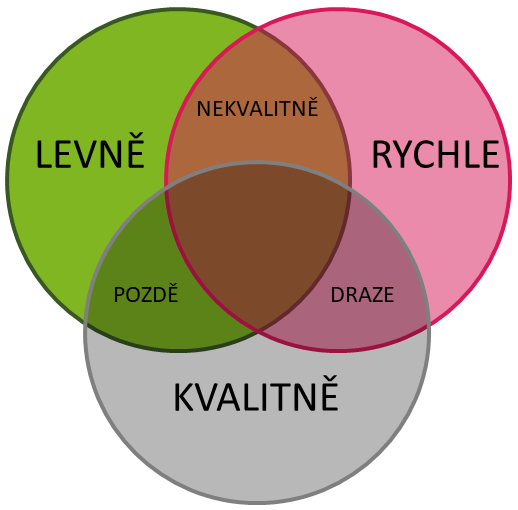 NEKVALITNĚ
LEVNĚ
RYCHLE
POZDĚ
DRAZE
KVALITNĚ